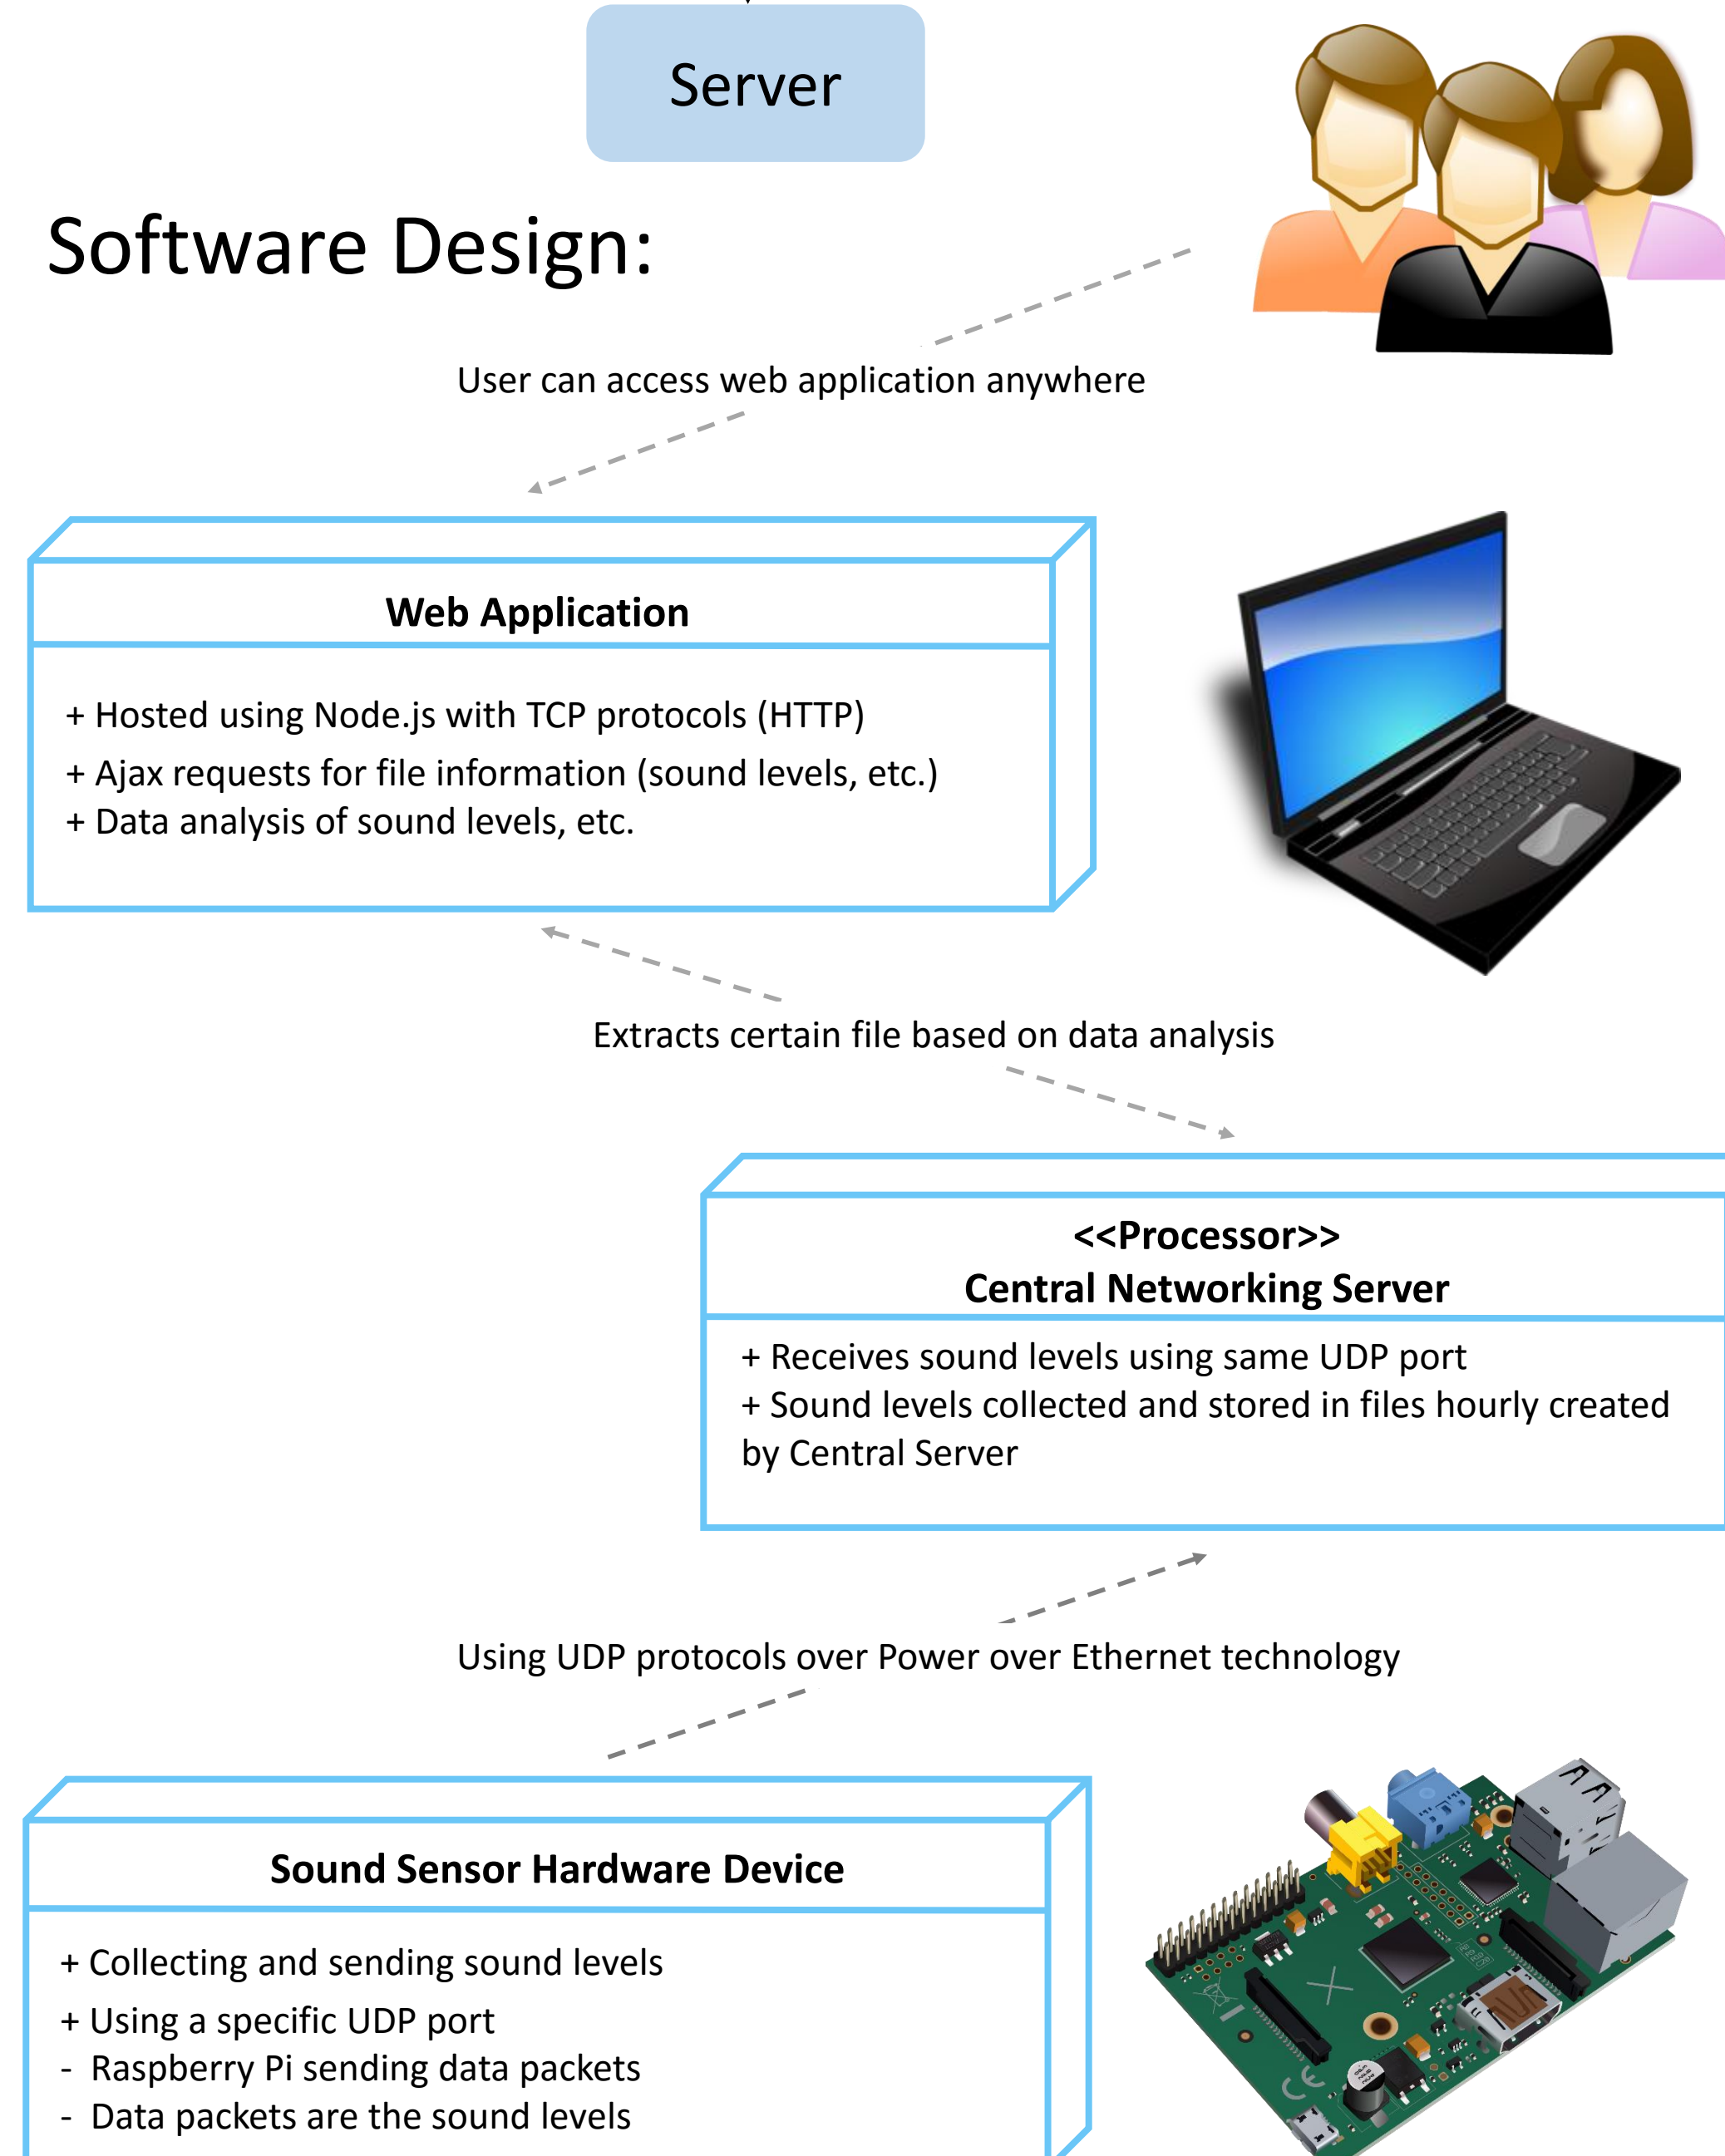 Server
Software Design:
User can access web application anywhere
Web Application
+ Hosted using Node.js with TCP protocols (HTTP)
+ Ajax requests for file information (sound levels, etc.)
+ Data analysis of sound levels, etc.
Extracts certain file based on data analysis
<<Processor>>
Central Networking Server
+ Receives sound levels using same UDP port
+ Sound levels collected and stored in files hourly created
by Central Server
Using UDP protocols over Power over Ethernet technology
Sound Sensor Hardware Device
+ Collecting and sending sound levels
+ Using a specific UDP port
- Raspberry Pi sending data packets
- Data packets are the sound levels